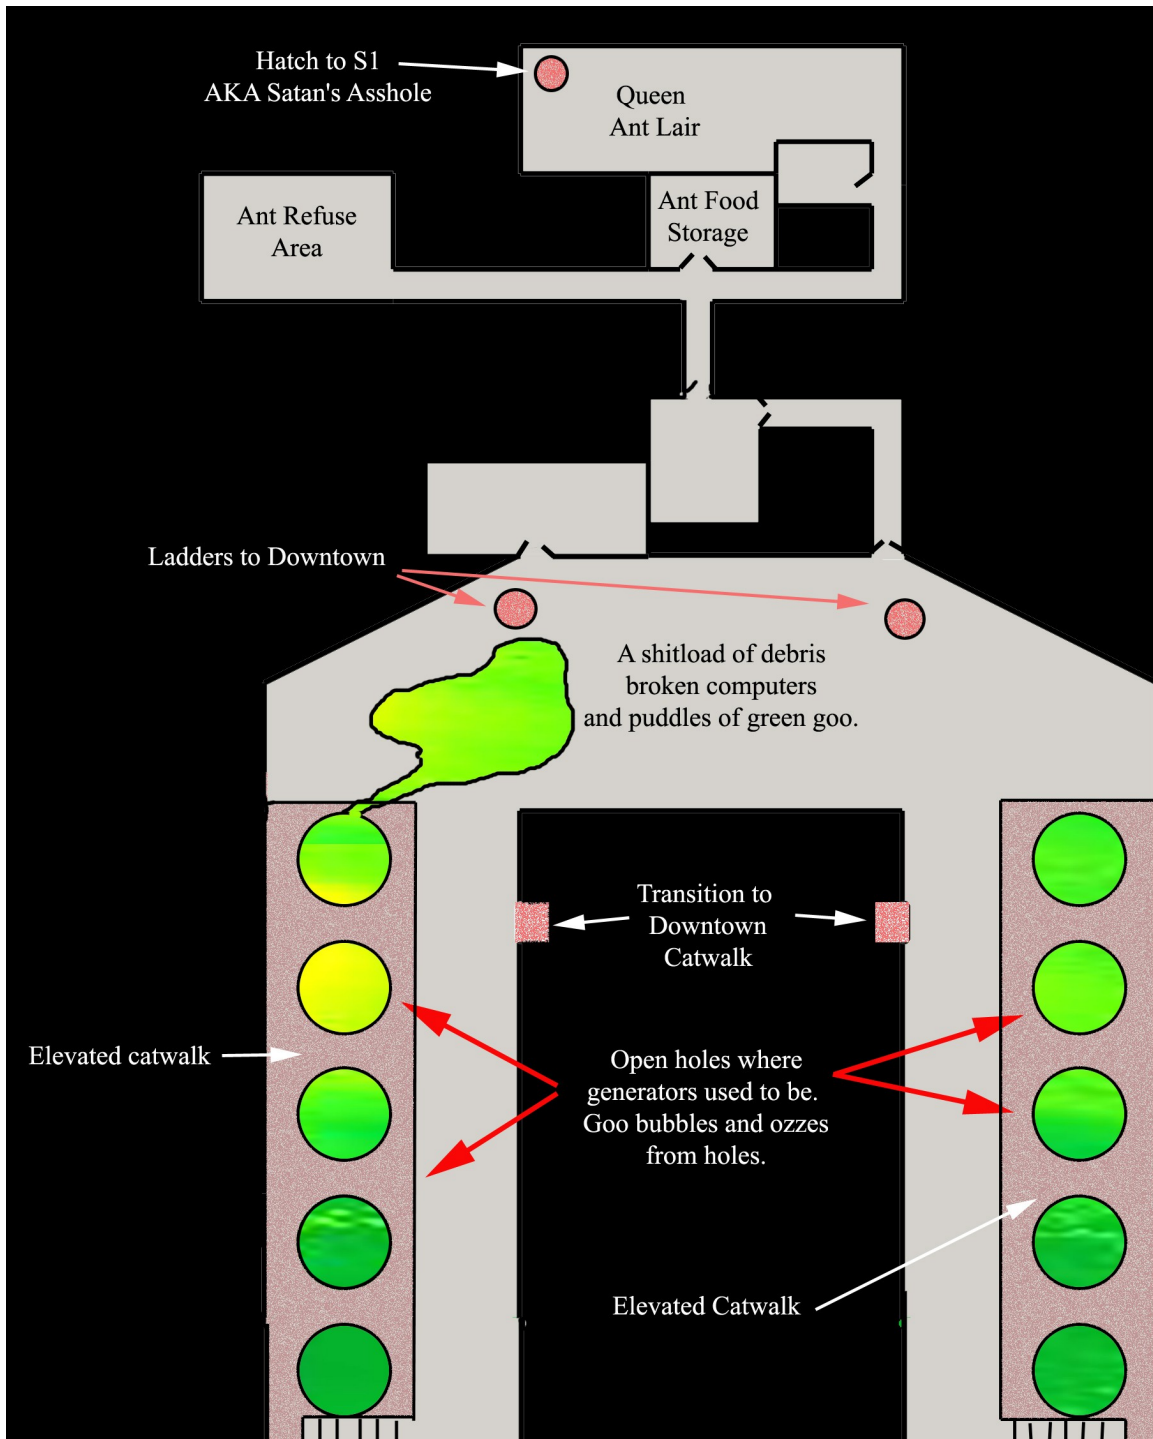 Hatch to S1
AKA Satan's Asshole
Queen
Ant Lair
Ant Refuse
Area
Ant Food
Storage
Ladders to Downtown
A shitload of debris
broken computers
and puddles of green goo.
Transition to
Downtown
Catwalk
Elevated catwalk
Open holes where
generators used to be.
Goo bubbles and ozzes
from holes.
Elevated Catwalk